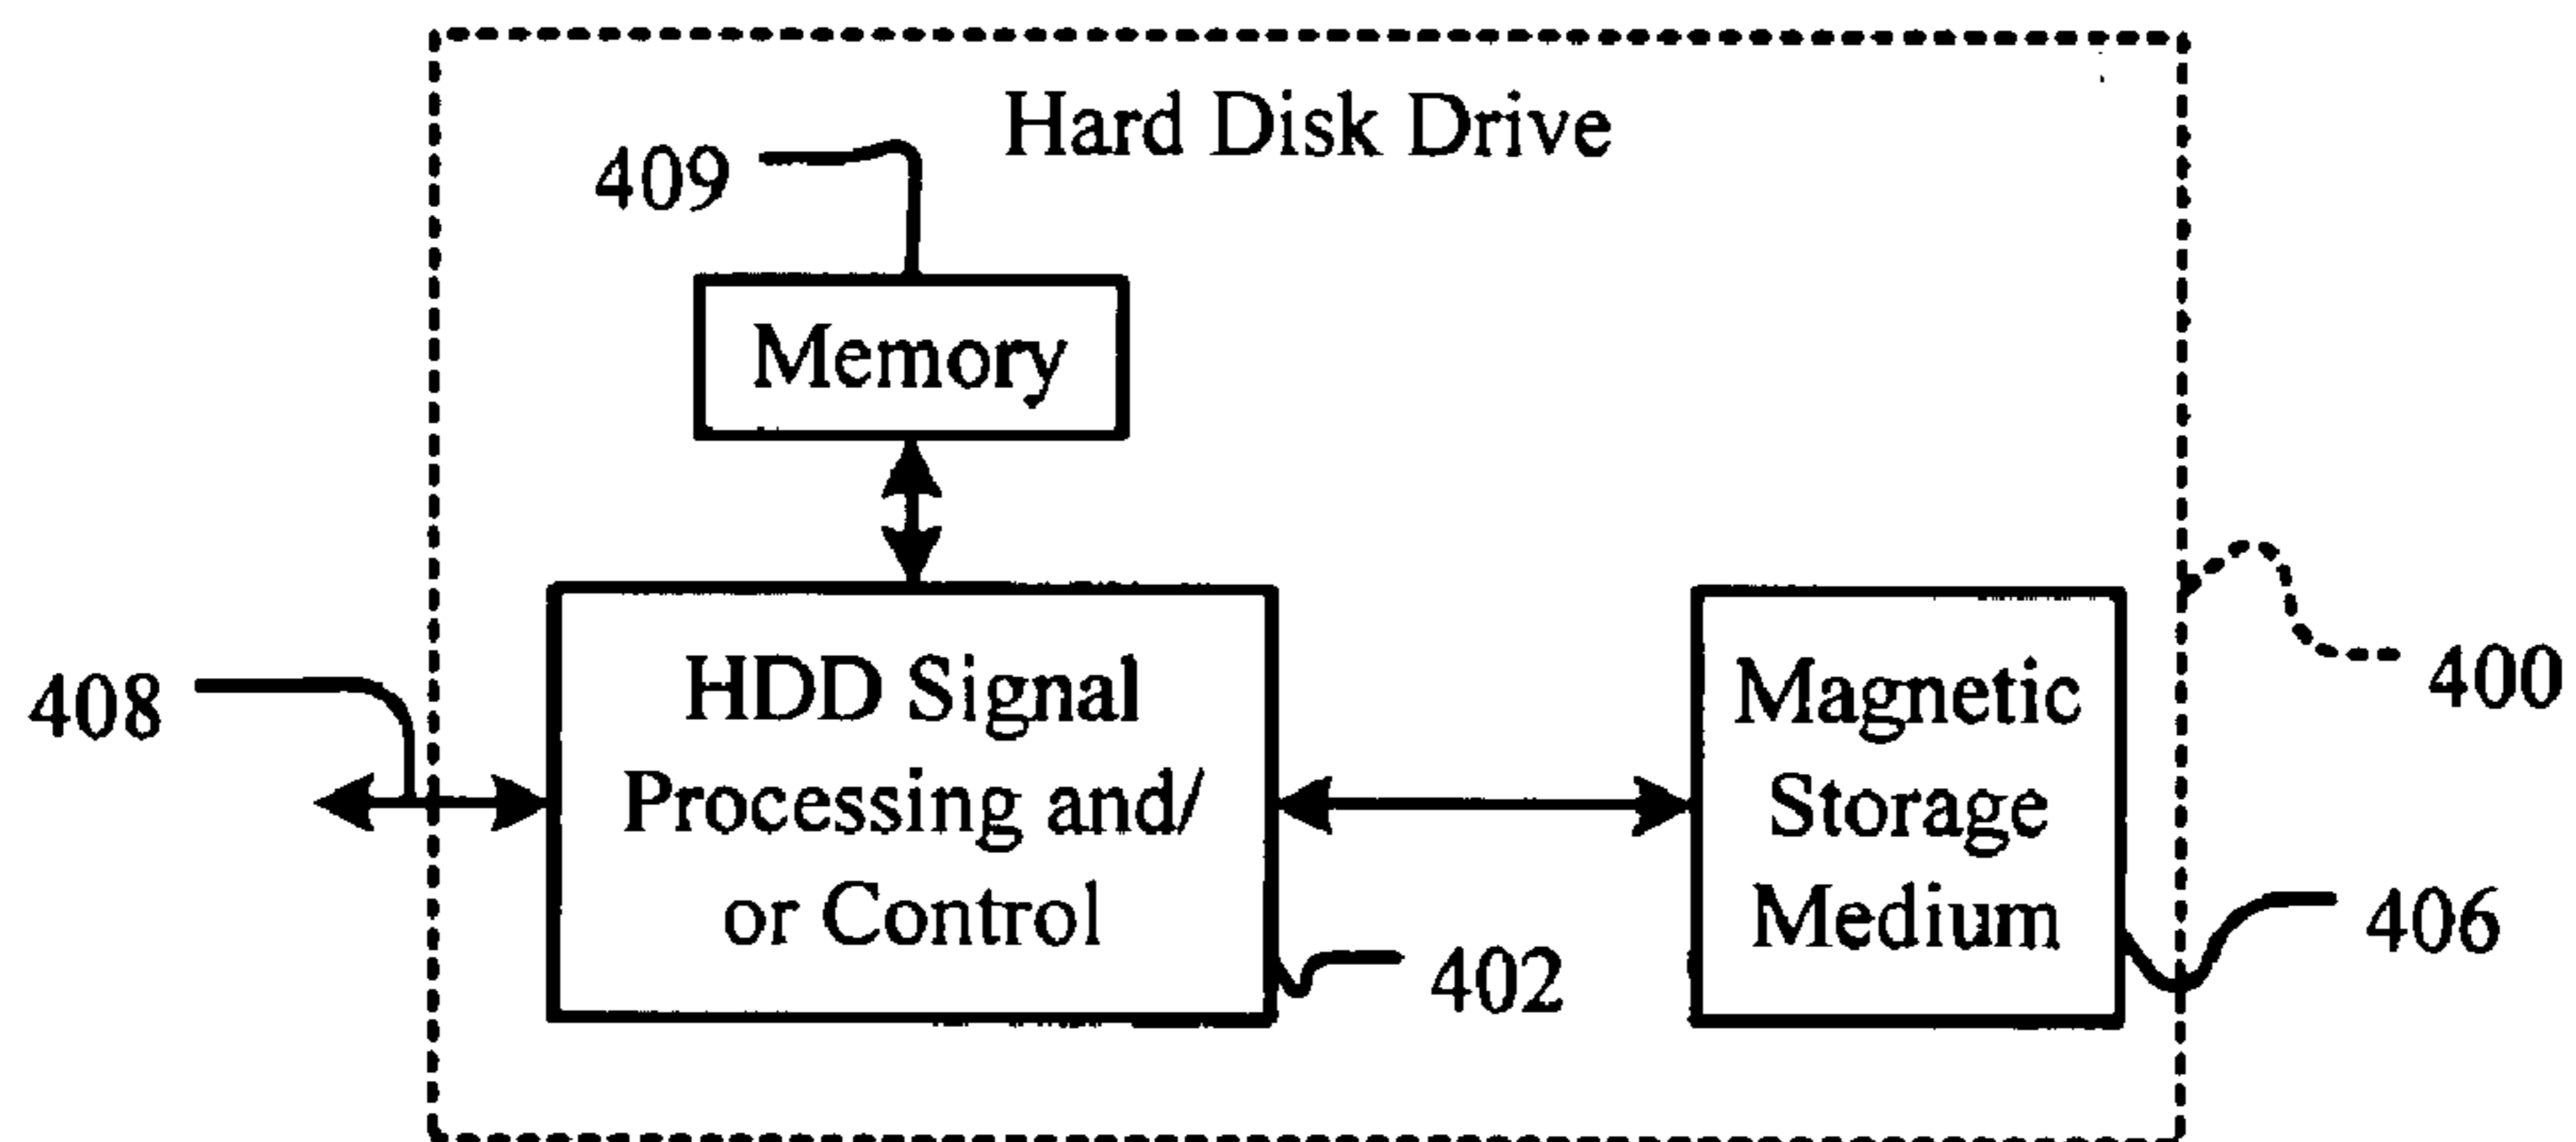 Hard Disk Drive
409
Memory
HDD Signal
Processing and/
or Control
408
402
Magnetic
Storage
Medium
400
406